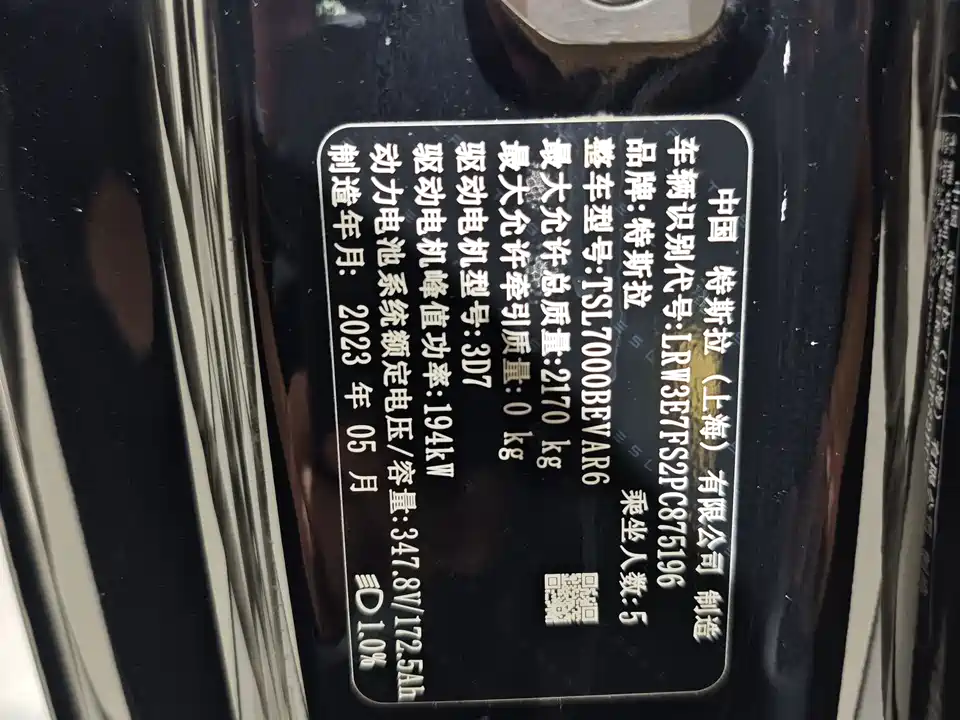 中国 特斯拉（上海）有限公司 制造
车辆识别代号:LRW3E7FS2PC875196
品牌:特斯拉 乘坐人数:5
整车型号:TSL7000BEVAR6
最大允许总质量:2170 kg
最大允许牵引质量:0 kg
驱动电机型号:3D7
驱动电机峰值功率:194kW
动力电池系统额定电压/容量:347.8V/172.5Ah
制造年月: 2023 年 05 月 1.0%